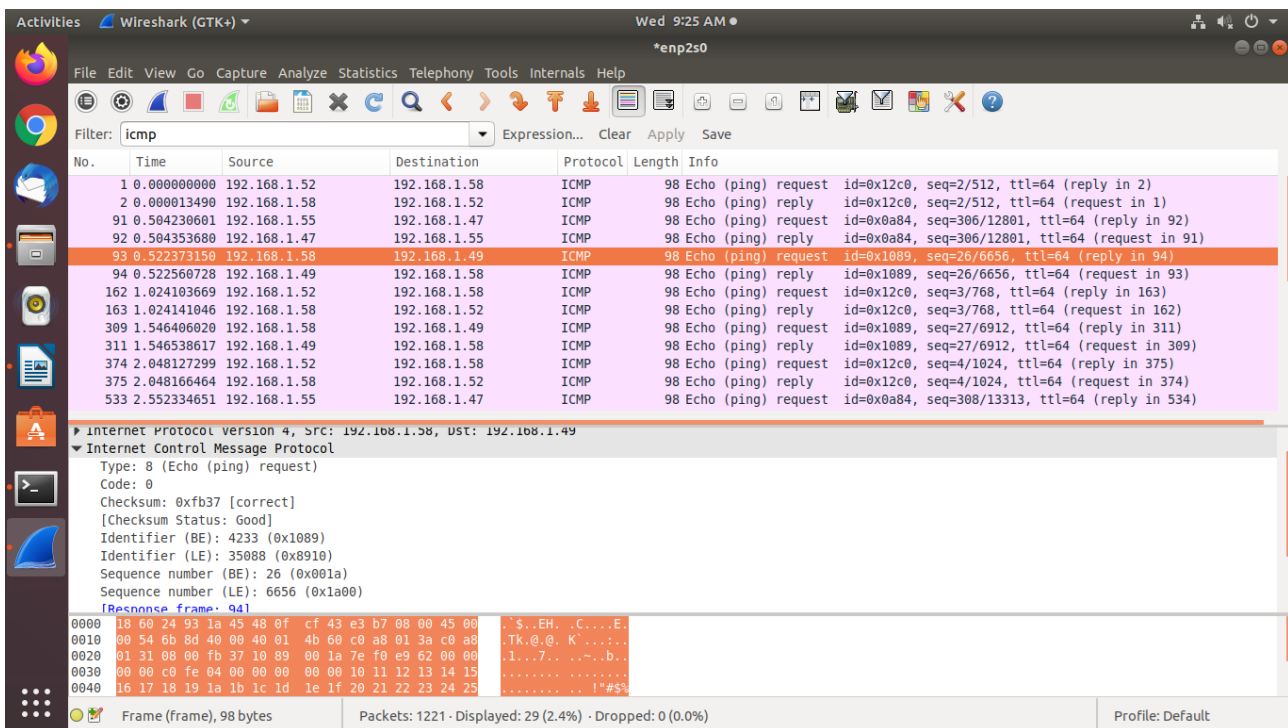 Activities Wireshark (GTK+) Wed 9:25 AM
*enp2s0
File Edit View Go Capture Analyze Statistics Telephony Tools Internals Help
Filter: icmp Expression... Clear Apply Save
No. Time Source Destination Protocol Length Info
1 0.000000000 192.168.1.52 192.168.1.58 ICMP 98 Echo (ping) request id=0x12c0, seq=2/512, ttl=64 (reply in 2)
2 0.000013490 192.168.1.58 192.168.1.52 ICMP 98 Echo (ping) reply id=0x12c0, seq=2/512, ttl=64 (request in 1)
91 0.504230601 192.168.1.55 192.168.1.47 ICMP 98 Echo (ping) request id=0x0a84, seq=306/12801, ttl=64 (reply in 92)
92 0.504353680 192.168.1.47 192.168.1.55 ICMP 98 Echo (ping) reply id=0x0a84, seq=306/12801, ttl=64 (request in 91)
93 0.522373150 192.168.1.58 192.168.1.49 ICMP 98 Echo (ping) request id=0x1089, seq=26/6656, ttl=64 (reply in 94)
94 0.522560728 192.168.1.49 192.168.1.58 ICMP 98 Echo (ping) reply id=0x1089, seq=26/6656, ttl=64 (request in 93)
162 1.024103669 192.168.1.52 192.168.1.58 ICMP 98 Echo (ping) request id=0x12c0, seq=3/768, ttl=64 (reply in 163)
163 1.024141046 192.168.1.58 192.168.1.52 ICMP 98 Echo (ping) reply id=0x12c0, seq=3/768, ttl=64 (request in 162)
309 1.546406020 192.168.1.58 192.168.1.49 ICMP 98 Echo (ping) request id=0x1089, seq=27/6912, ttl=64 (reply in 311)
311 1.546538617 192.168.1.49 192.168.1.58 ICMP 98 Echo (ping) reply id=0x1089, seq=27/6912, ttl=64 (request in 309)
374 2.048127299 192.168.1.52 192.168.1.58 ICMP 98 Echo (ping) request id=0x12c0, seq=4/1024, ttl=64 (reply in 375)
375 2.048166464 192.168.1.58 192.168.1.52 ICMP 98 Echo (ping) reply id=0x12c0, seq=4/1024, ttl=64 (request in 374)
533 2.552334651 192.168.1.55 192.168.1.47 ICMP 98 Echo (ping) request id=0x0a84, seq=308/13313, ttl=64 (reply in 534)
Internet Protocol Version 4, Src: 192.168.1.58, Dst: 192.168.1.49
Internet Control Message Protocol
Type: 8 (Echo (ping) request)
Code: 0
Checksum: 0xfb37 [correct]
[Checksum Status: Good]
Identifier (BE): 4233 (0x1089)
Identifier (LE): 35088 (0x8910)
Sequence number (BE): 26 (0x001a)
Sequence number (LE): 6656 (0x1a00)
[Response frame: 94]
0000 18 60 24 93 1a 45 48 0f cf 43 e3 b7 08 00 45 00 .`$..EH. .C....E.
0010 00 54 6b 8d 40 00 40 01 4b 60 c0 a8 01 3a c0 a8 .Tk.@.@. K`...:..
0020 01 31 08 00 fb 37 10 89 00 1a 7e f0 e9 62 00 00 .1...7.. ..~..b..
0030 00 00 c0 fe 04 00 00 00 00 00 10 11 12 13 14 15 ........ ........
0040 16 17 18 19 1a 1b 1c 1d 1e 1f 20 21 22 23 24 25 ........ .. !"#$%
Frame (frame), 98 bytes Packets: 1221 · Displayed: 29 (2.4%) · Dropped: 0 (0.0%) Profile: Default